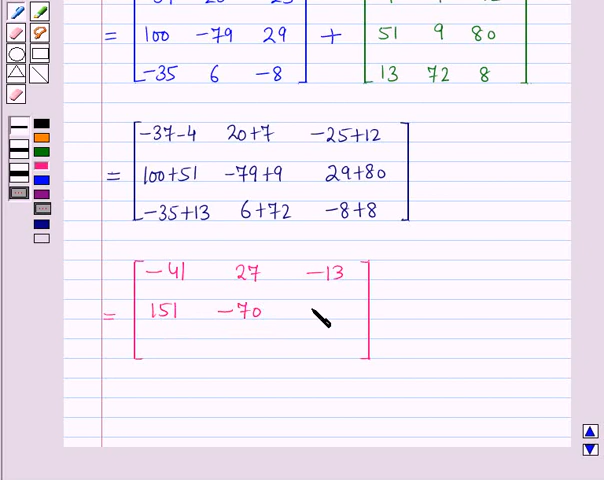 = 100 -79 29 + 51 9 80
-35 6 -8 13 72 8
-37-4 20+7 -25+12
= 100+51 -79+9 29+80
-35+13 6+72 -8+8
-41 27 -13
= 151 -70